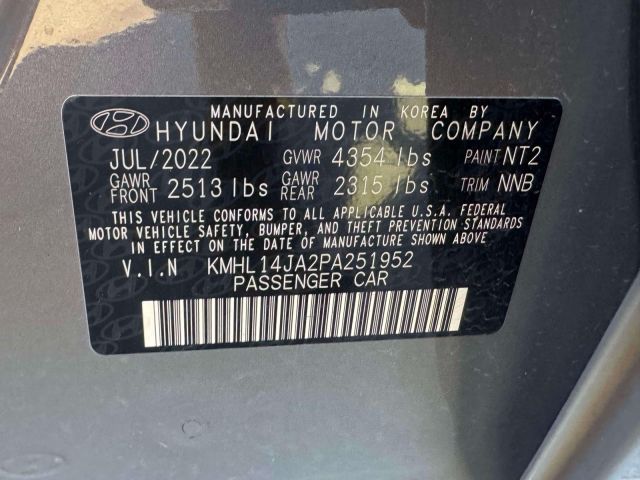 MANUFACTURED IN KOREA BY
HYUNDAI MOTOR COMPANY
JUL/2022 GVWR 4354 lbs PAINT NT2
GAWR FRONT 2513 lbs GAWR REAR 2315 lbs TRIM NNB
THIS VEHICLE CONFORMS TO ALL APPLICABLE U.S.A. FEDERAL
MOTOR VEHICLE SAFETY, BUMPER, AND THEFT PREVENTION STANDARDS
IN EFFECT ON THE DATE OF MANUFACTURE SHOWN ABOVE.
V.I.N KMHL14JA2PA251952
PASSENGER CAR